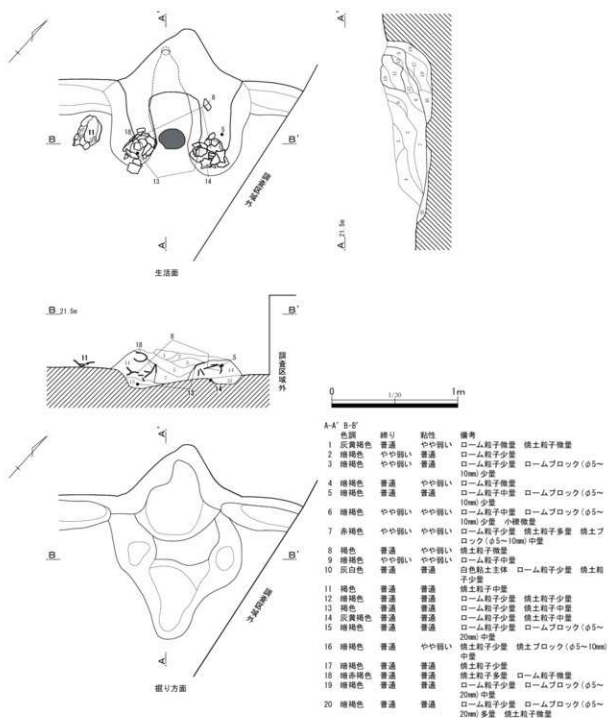 A'
A'
8
11
18
5
B
B'
13
14
調査区域外
A
生活面
A 21.5m
B 21.5m
B'
8
18
5
11
13
14
調査区域外
0
1/30
1m
A'
B
B'
調査区域外
A
掘り方面
A-A' B-B'
色調 締り 粘性 備考
1 灰黄褐色 普通 やや弱い ローム粒子微量 焼土粒子微量
2 暗褐色 やや弱い 普通 ローム粒子少量
3 暗褐色 やや弱い 普通 ローム粒子少量 ロームブロック(φ5～
10mm)少量
4 暗褐色 やや弱い 普通 ローム粒子微量
5 暗褐色 普通 普通 ローム粒子中量 ロームブロック(φ5～
10mm)少量
6 暗褐色 やや弱い 普通 ローム粒子中量 ロームブロック(φ5～
10mm)少量 小礫微量
7 赤褐色 やや弱い やや弱い ローム粒子少量 焼土粒子多量 焼土ブ
ロック(φ5～10mm)中量
8 褐色 普通 やや弱い 焼土粒子微量
9 暗褐色 やや弱い やや弱い ローム粒子中量
10 灰白色 普通 普通 白色粘土主体 ローム粒子少量 焼土粒
子少量
11 褐色 普通 普通 焼土粒子中量
12 暗褐色 普通 普通 ローム粒子少量 焼土粒子少量
13 褐色 普通 普通 ローム粒子少量 焼土粒子中量
14 灰黄褐色 普通 普通 ローム粒子少量 焼土粒子中量
15 暗褐色 普通 普通 ローム粒子少量 ロームブロック(φ5～
20mm)中量
16 暗褐色 普通 やや弱い 焼土粒子少量 焼土ブロック(φ5～10mm)
中量
17 暗褐色 普通 普通 焼土粒子少量
18 暗赤褐色 普通 普通 焼土粒子多量 ローム粒子微量
19 暗褐色 普通 普通 ローム粒子少量 ロームブロック(φ5～
20mm)中量
20 暗褐色 普通 普通 ローム粒子少量 ロームブロック(φ5～
20mm)多量 焼土粒子微量